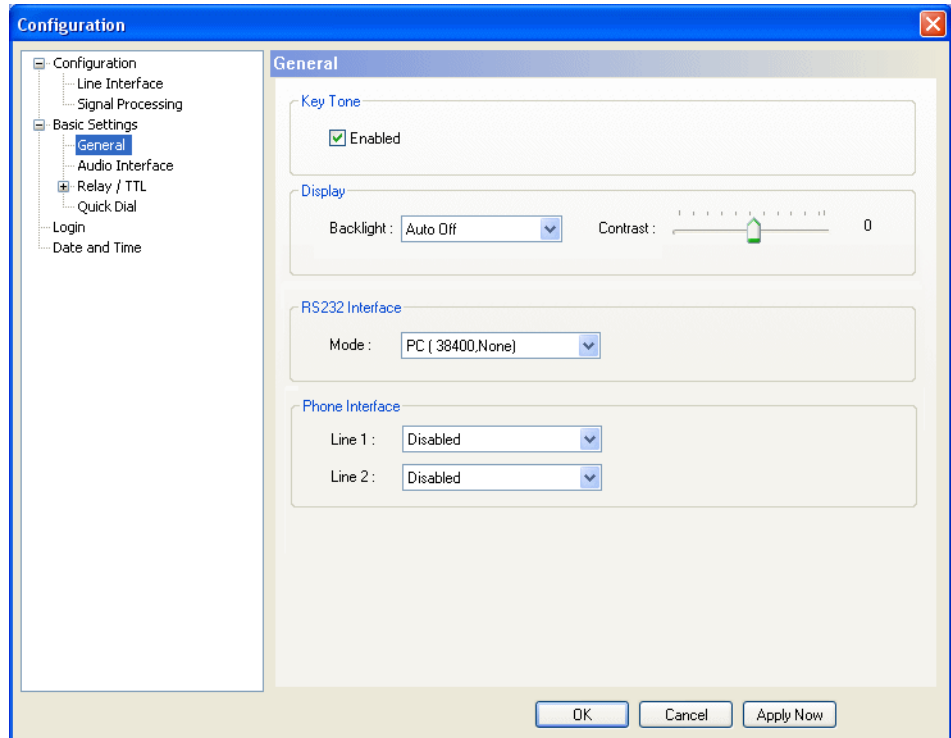 Configuration
Configuration
Line Interface
Signal Processing
Basic Settings
General
Audio Interface
Relay / TTL
Quick Dial
Login
Date and Time
General
Key Tone
Enabled
Display
Backlight : Auto Off Contrast : 0
RS232 Interface
Mode : PC ( 38400,None)
Phone Interface
Line 1 : Disabled
Line 2 : Disabled
OK Cancel Apply Now